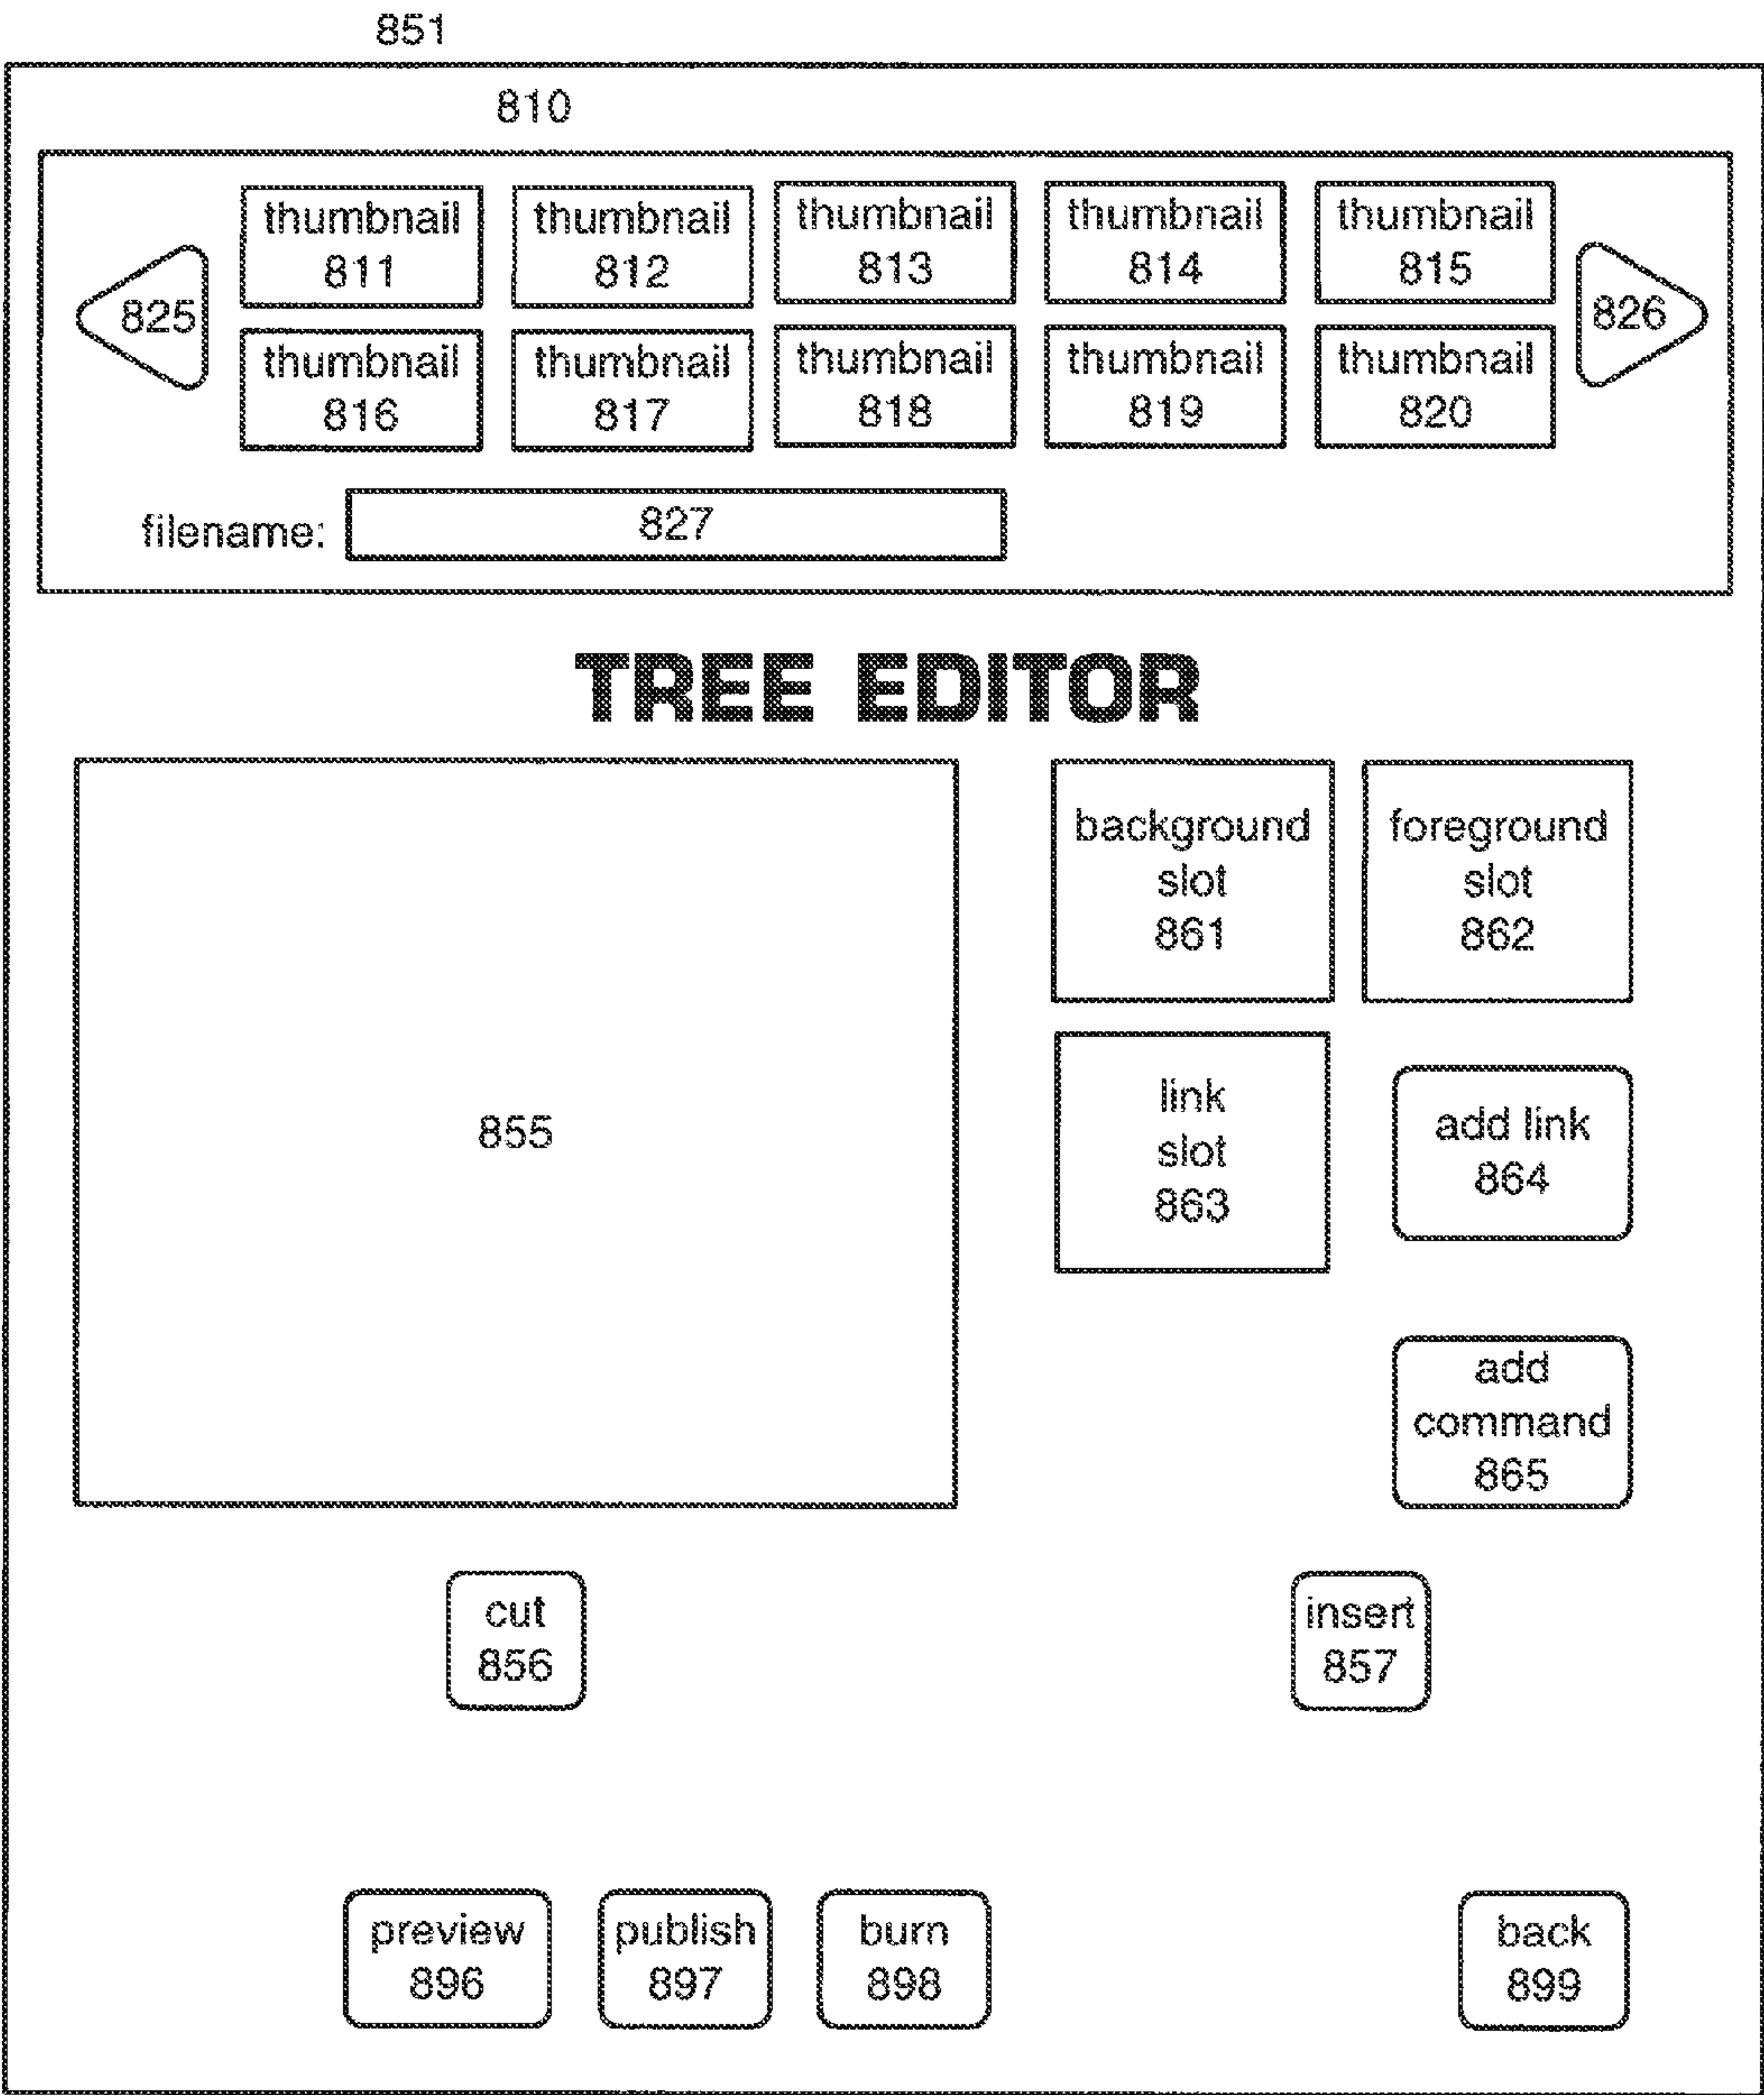 851
810
thumbnail
811
thumbnail
812
thumbnail
813
thumbnail
814
thumbnail
815
825
826
thumbnail
816
thumbnail
817
thumbnail
818
thumbnail
819
thumbnail
820
filename:
827
TREE EDITOR
855
background
slot
861
foreground
slot
862
link
slot
863
add link
864
add
command
865
cut
856
insert
857
preview
896
publish
897
burn
898
back
899